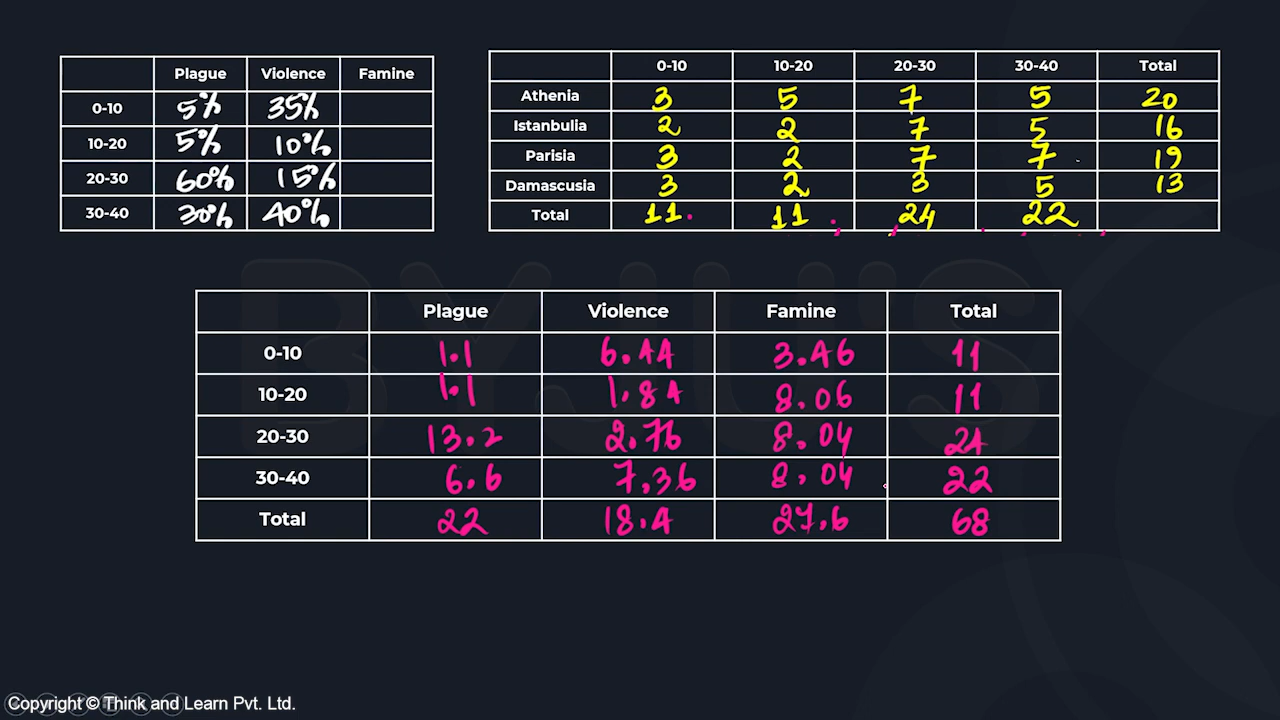 Plague Violence Famine
0-10 5% 35%
10-20 5% 10%
20-30 60% 15%
30-40 30% 40%
0-10 10-20 20-30 30-40 Total
Athenia 3 5 7 5 20
Istanbulia 2 2 7 5 16
Parisia 3 2 7 7 19
Damascusia 3 2 3 5 13
Total 11 11 24 22
Plague Violence Famine Total
0-10 1.1 6.44 3.46 11
10-20 1.1 1.84 8.06 11
20-30 13.2 2.76 8.04 24
30-40 6.6 7.36 8.04 22
Total 22 18.4 27.6 68
BYJU'S
Copyright © Think and Learn Pvt. Ltd.